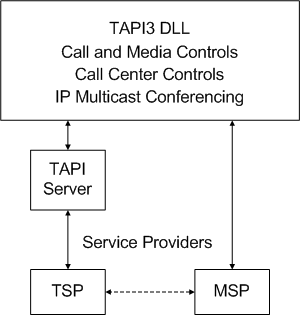 TAPI3 DLL
Call and Media Controls
Call Center Controls
IP Multicast Conferencing
TAPI
Server
Service Providers
TSP
MSP